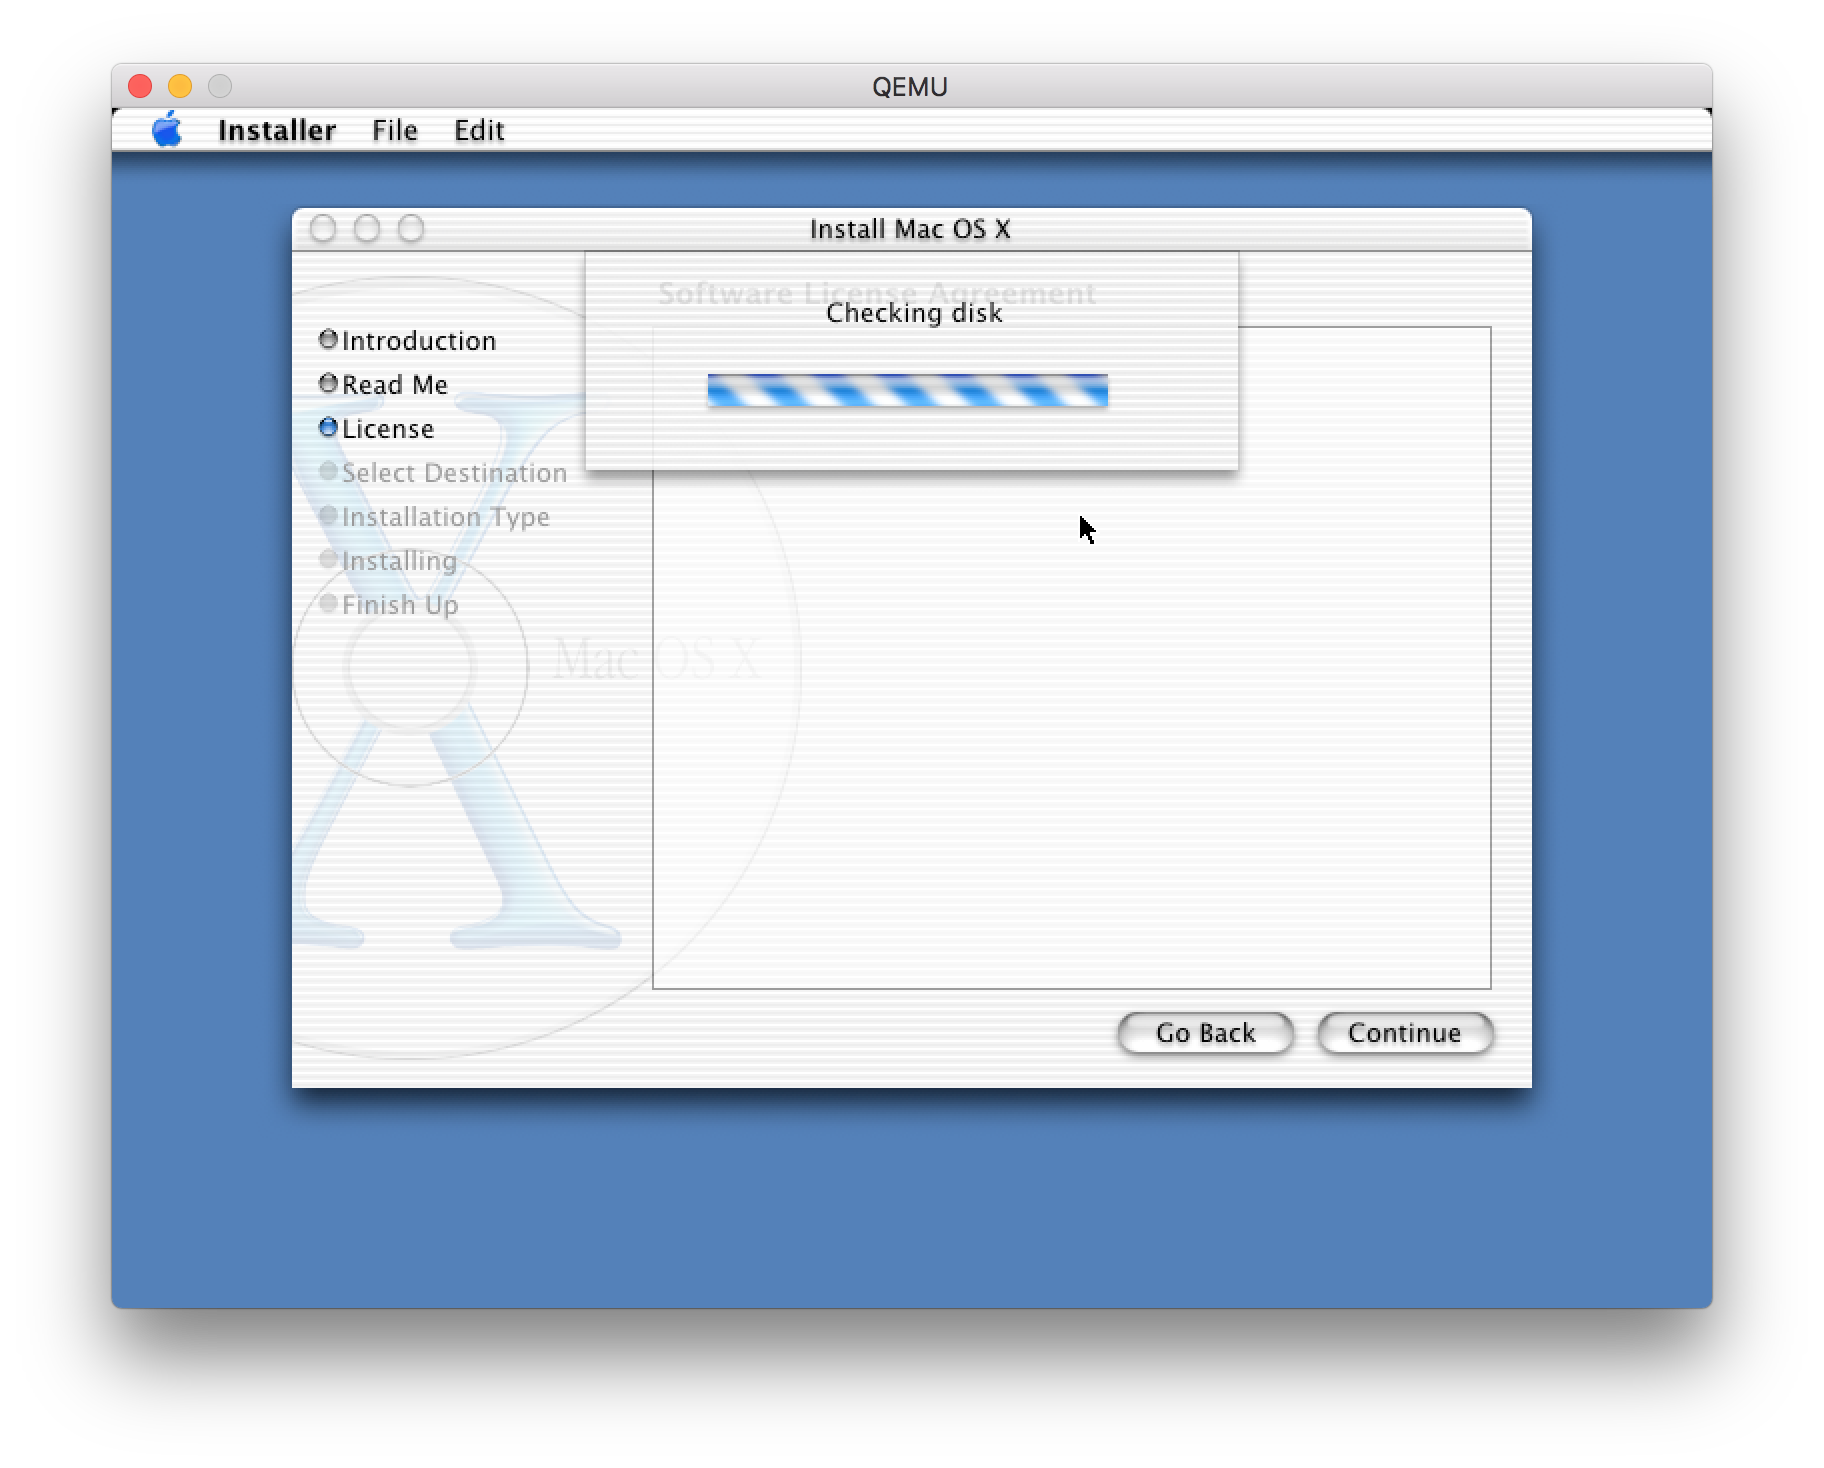 QEMU
Installer File Edit
Install Mac OS X
Software License Agreement
Checking disk
Introduction
Read Me
License
Select Destination
Installation Type
Installing
Finish Up
Mac OS X
Go Back Continue